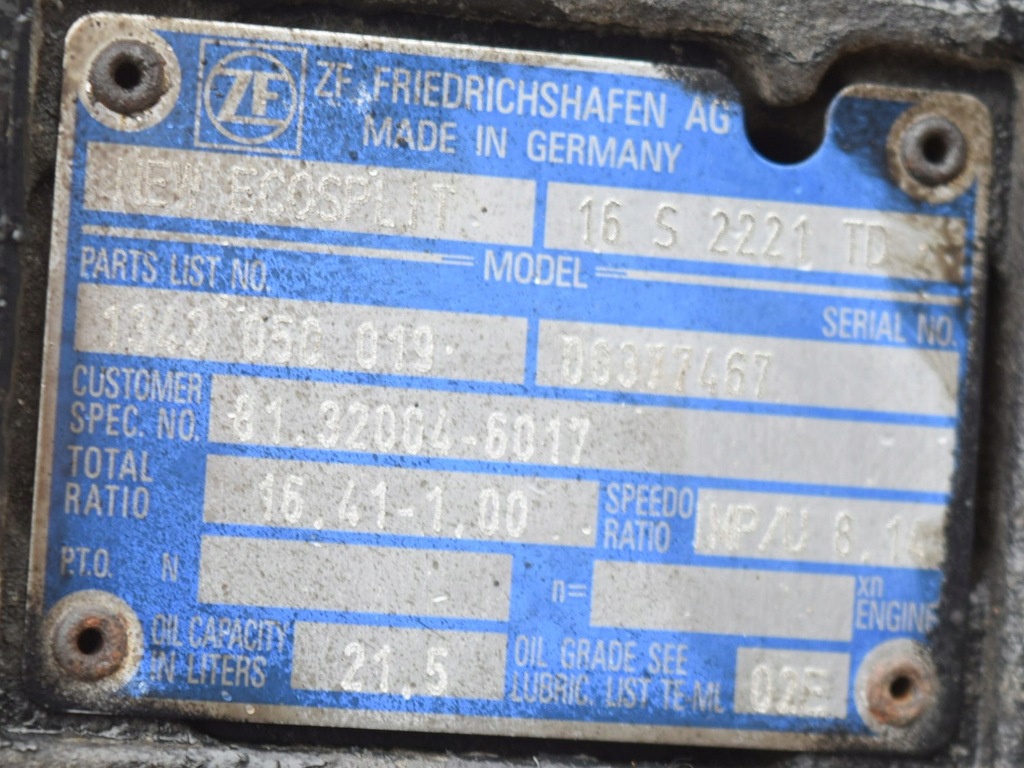 ZF ZF FRIEDRICHSHAFEN AG
MADE IN GERMANY
NEW ECOSPLIT 16 S 2221 TD
MODEL
PARTS LIST NO. SERIAL NO.
1343 050 019
CUSTOMER
SPEC. NO. 81.32004-6017
TOTAL
RATIO 16.41-1.00
SPEEDO
RATIO MP/U
P.T.O. N n= xn
ENGINE
OIL CAPACITY
IN LITERS 21.5
OIL GRADE SEE
LUBRIC. LIST TE-ML 02E